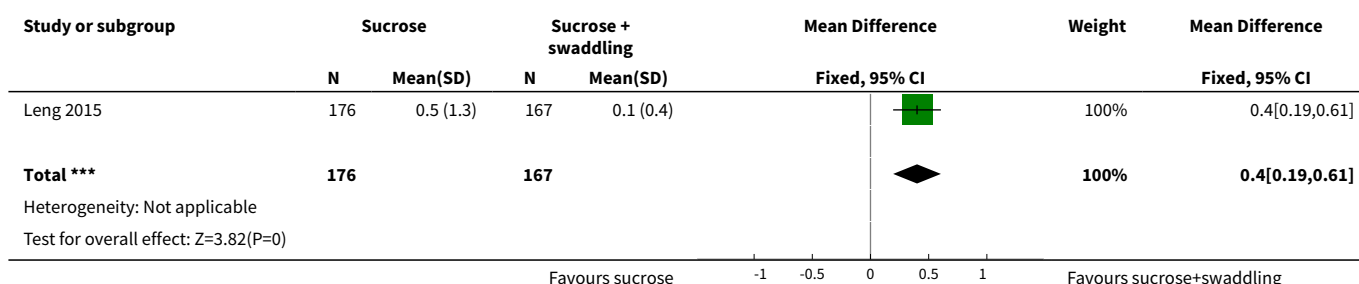 Study or subgroup Sucrose Sucrose + swaddling Mean Difference Weight Mean Difference
N Mean(SD) N Mean(SD) Fixed, 95% CI Fixed, 95% CI
Leng 2015 176 0.5 (1.3) 167 0.1 (0.4) 100% 0.4[0.19,0.61]
Total *** 176 167 100% 0.4[0.19,0.61]
Heterogeneity: Not applicable
Test for overall effect: Z=3.82(P=0)
Favours sucrose -1 -0.5 0 0.5 1 Favours sucrose+swaddling